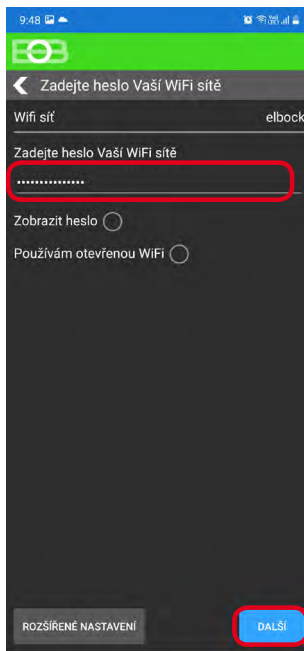 9:48
EOB
Zadejte heslo Vaší WiFi sítě
Wifi síť elbock
Zadejte heslo Vaší WiFi sítě
...............
Zobrazit heslo
Používám otevřenou WiFi
ROZŠÍŘENÉ NASTAVENÍ DALŠÍ